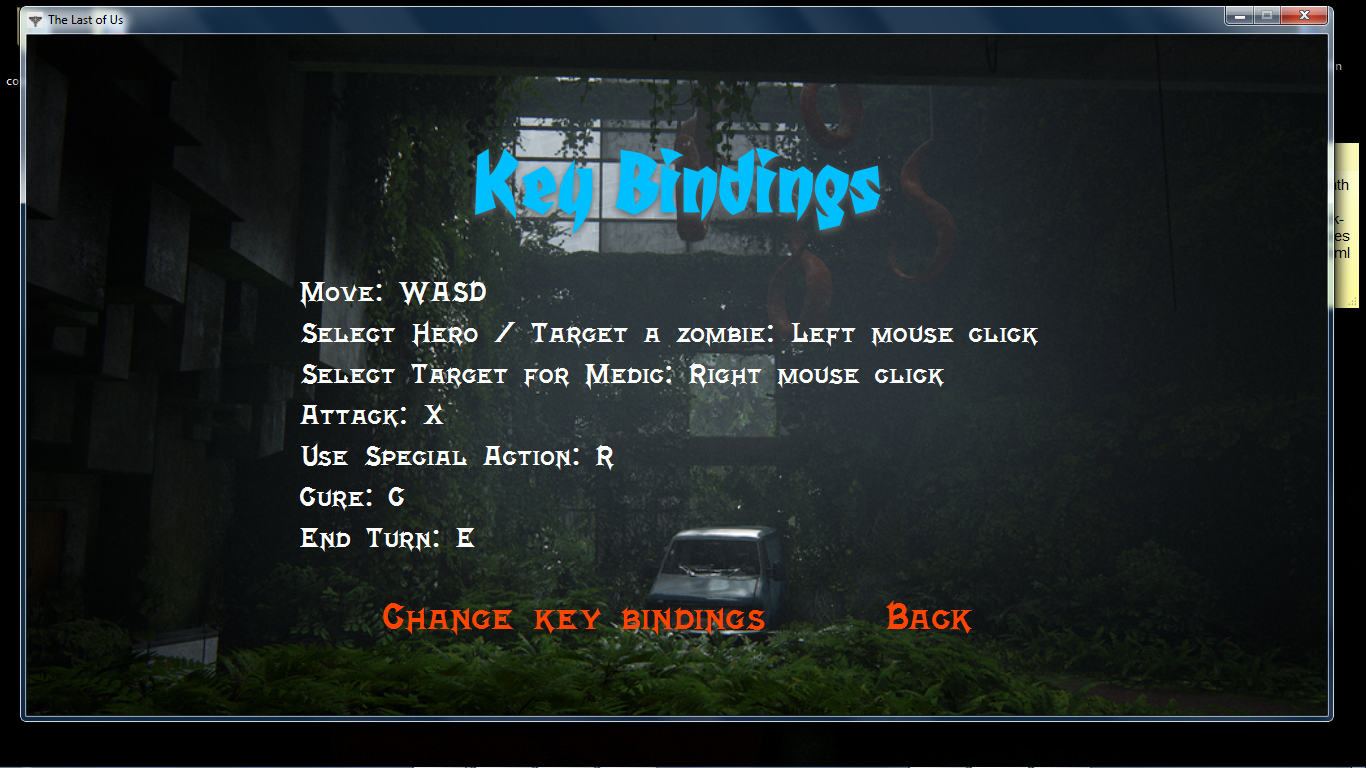 The Last of Us
Key Bindings
Move: WASD
Select Hero / Target a zombie: Left mouse click
Select Target for Medic: Right mouse click
Attack: X
Use Special Action: R
Cure: C
End Turn: E
Change key bindings
Back